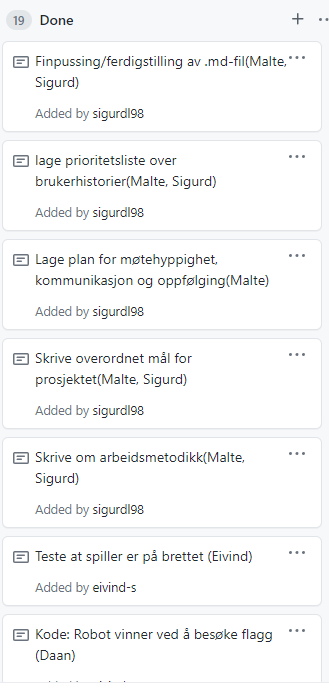 19 Done
Finpussing/ferdigstilling av .md-fil(Malte,
Sigurd)
Added by sigurdl98
lage prioritetsliste over
brukerhistorier(Malte, Sigurd)
Added by sigurdl98
Lage plan for møtehyppighet,
kommunikasjon og oppfølging(Malte)
Added by sigurdl98
Skrive overordnet mål for
prosjektet(Malte, Sigurd)
Added by sigurdl98
Skrive om arbeidsmetodikk(Malte,
Sigurd)
Added by sigurdl98
Teste at spiller er på brettet (Eivind)
Added by eivind-s
Kode: Robot vinner ved å besøke flagg
(Daan)